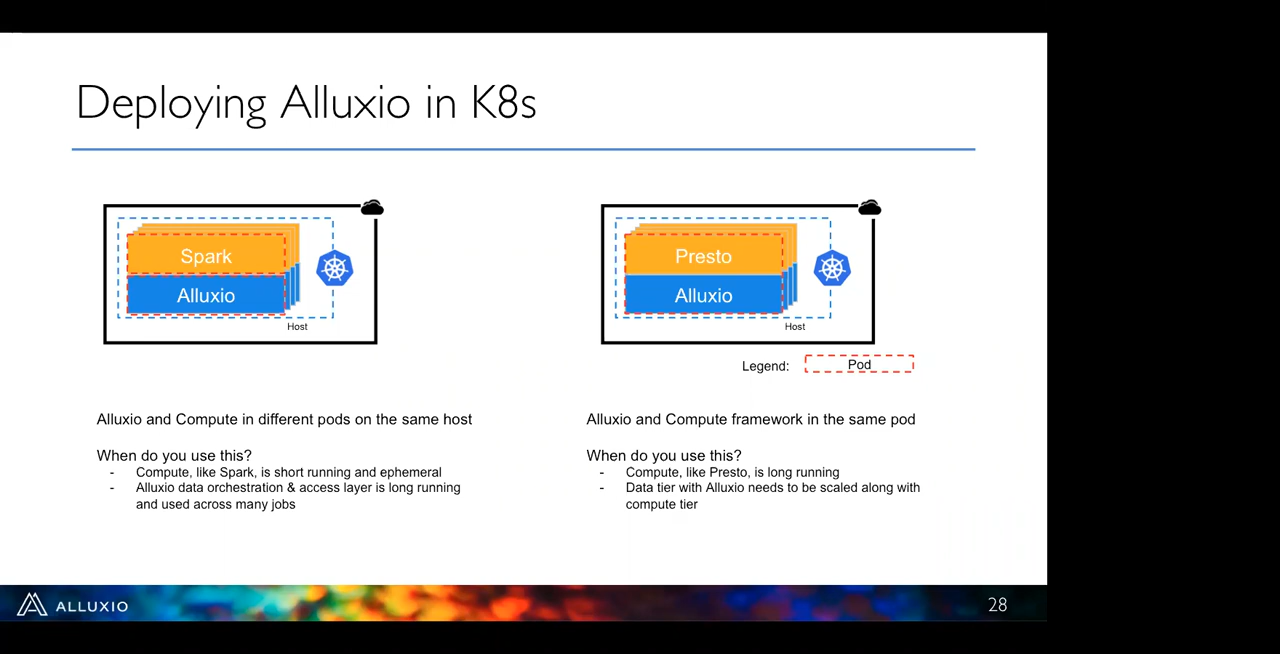 Deploying Alluxio in K8s
Spark
Alluxio
Host
Presto
Alluxio
Host
Legend:
Pod
Alluxio and Compute in different pods on the same host
When do you use this?
- Compute, like Spark, is short running and ephemeral
- Alluxio data orchestration & access layer is long running
and used across many jobs
Alluxio and Compute framework in the same pod
When do you use this?
- Compute, like Presto, is long running
- Data tier with Alluxio needs to be scaled along with
compute tier
ALLUXIO
28